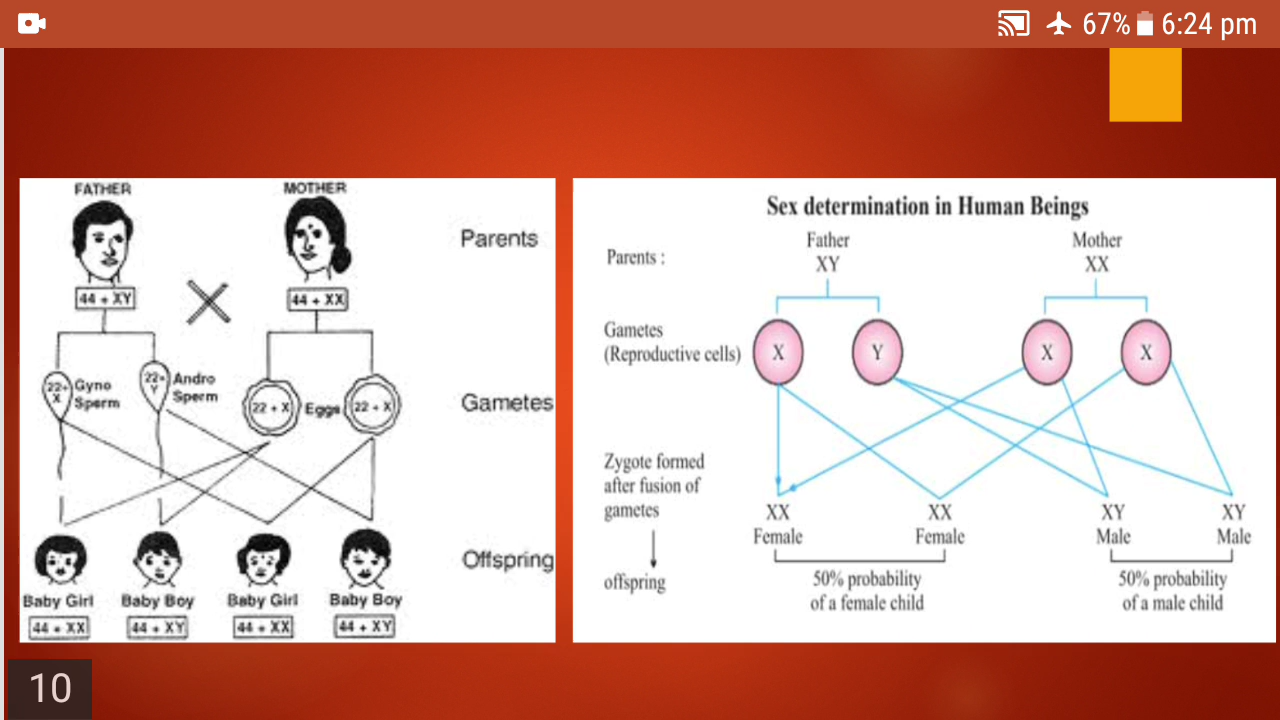 67% 6:24 pm
FATHER
MOTHER
Parents
44 + XY
44 + XX
22+
X
Gyno
Sperm
22+
Y
Andro
Sperm
22 + X
Eggs
22 + X
Gametes
Offspring
Baby Girl
Baby Boy
Baby Girl
Baby Boy
44 + XX
44 + XY
44 + XX
44 + XY
Sex determination in Human Beings
Father
Mother
Parents :
XY
XX
Gametes
(Reproductive cells)
X
Y
X
X
Zygote formed
after fusion of
gametes
XX
XX
XY
XY
Female
Female
Male
Male
offspring
50% probability
of a female child
50% probability
of a male child
10